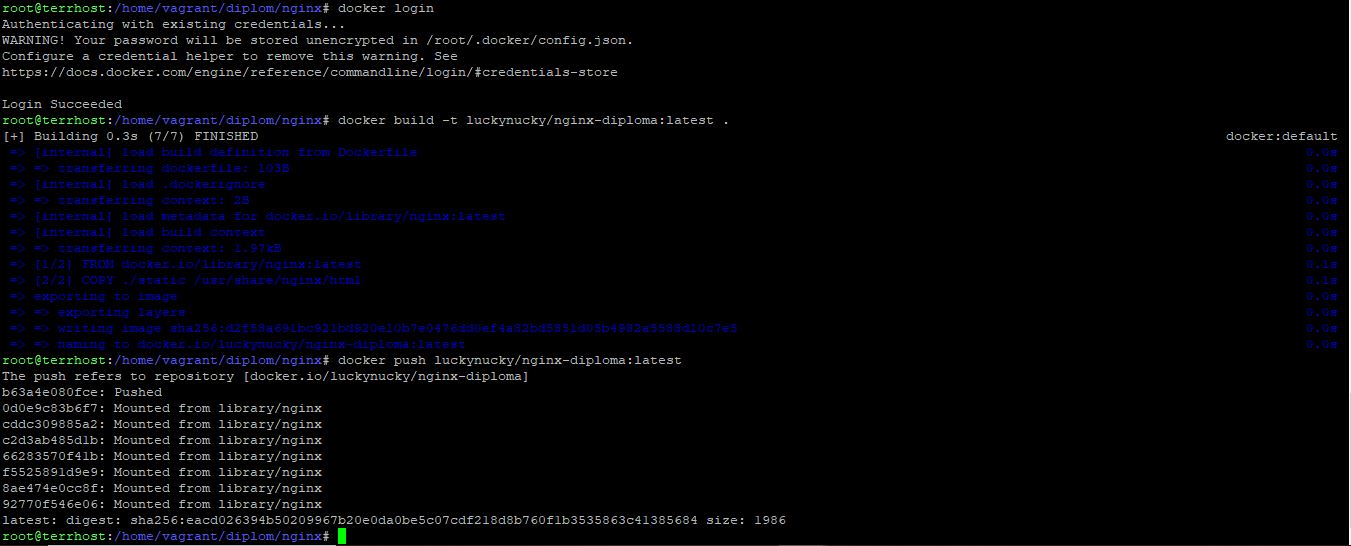 root@terrhost:/home/vagrant/diplom/nginx# docker login
Authenticating with existing credentials...
WARNING! Your password will be stored unencrypted in /root/.docker/config.json.
Configure a credential helper to remove this warning. See
https://docs.docker.com/engine/reference/commandline/login/#credentials-store
Login Succeeded
root@terrhost:/home/vagrant/diplom/nginx# docker build -t luckynucky/nginx-diploma:latest .
[+] Building 0.3s (7/7) FINISHED docker:default
=> [internal] load build definition from Dockerfile 0.0s
=> => transferring dockerfile: 103B 0.0s
=> [internal] load .dockerignore 0.0s
=> => transferring context: 2B 0.0s
=> [internal] load metadata for docker.io/library/nginx:latest 0.0s
=> [internal] load build context 0.0s
=> => transferring context: 1.97kB 0.0s
=> [1/2] FROM docker.io/library/nginx:latest 0.1s
=> [2/2] COPY ./static /usr/share/nginx/html 0.1s
=> exporting to image 0.0s
=> => exporting layers 0.0s
=> => writing image 0.0s
=> => naming to docker.io/luckynucky/nginx-diploma:latest 0.0s
root@terrhost:/home/vagrant/diplom/nginx# docker push luckynucky/nginx-diploma:latest
The push refers to repository [docker.io/luckynucky/nginx-diploma]
b63a4e080fce: Pushed
0d0e9c83b6f7: Mounted from library/nginx
cddc309885a2: Mounted from library/nginx
c2d3ab485d1b: Mounted from library/nginx
66283570f41b: Mounted from library/nginx
f5525891d9e9: Mounted from library/nginx
8ae474e0cc8f: Mounted from library/nginx
92770f546e06: Mounted from library/nginx
latest: digest: sha256:eacd026394b50209967b20e0da0be5c07cdf218d8b760f1b3535863c41385684 size: 1986
root@terrhost:/home/vagrant/diplom/nginx#